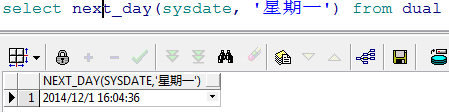 select next_day(sysdate, '星期一') from dual
NEXT_DAY(SYSDATE,'星期一')
1 2014/12/1 16:04:36